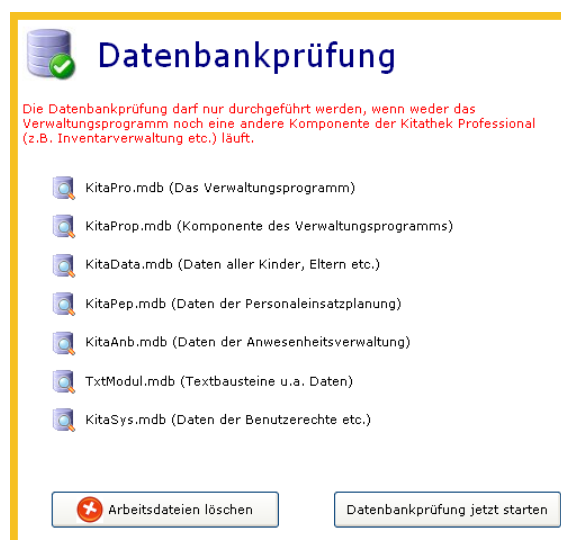 Datenbankprüfung
Die Datenbankprüfung darf nur durchgeführt werden, wenn weder das
Verwaltungsprogramm noch eine andere Komponente der Kitathek Professional
(z.B. Inventarverwaltung etc.) läuft.
KitaPro.mdb (Das Verwaltungsprogramm)
KitaProp.mdb (Komponente des Verwaltungsprogramms)
KitaData.mdb (Daten aller Kinder, Eltern etc.)
KitaPep.mdb (Daten der Personaleinsatzplanung)
KitaAnb.mdb (Daten der Anwesenheitsverwaltung)
TxtModul.mdb (Textbausteine u.a. Daten)
KitaSys.mdb (Daten der Benutzerechte etc.)
Arbeitsdateien löschen
Datenbankprüfung jetzt starten